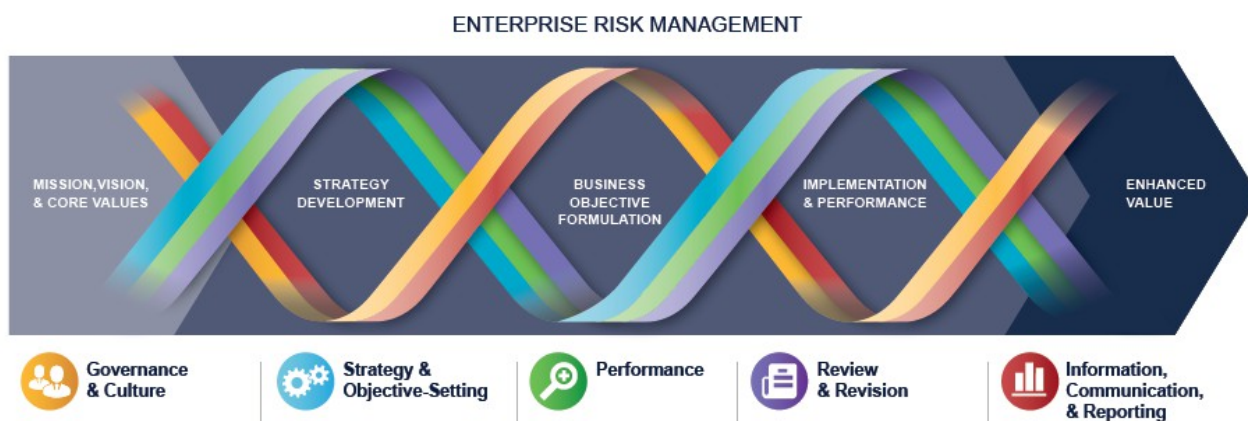 ENTERPRISE RISK MANAGEMENT
MISSION,VISION,
& CORE VALUES
STRATEGY
DEVELOPMENT
BUSINESS
OBJECTIVE
FORMULATION
IMPLEMENTATION
& PERFORMANCE
ENHANCED
VALUE
Governance
& Culture
Strategy &
Objective-Setting
Performance
Review
& Revision
Information,
Communication,
& Reporting